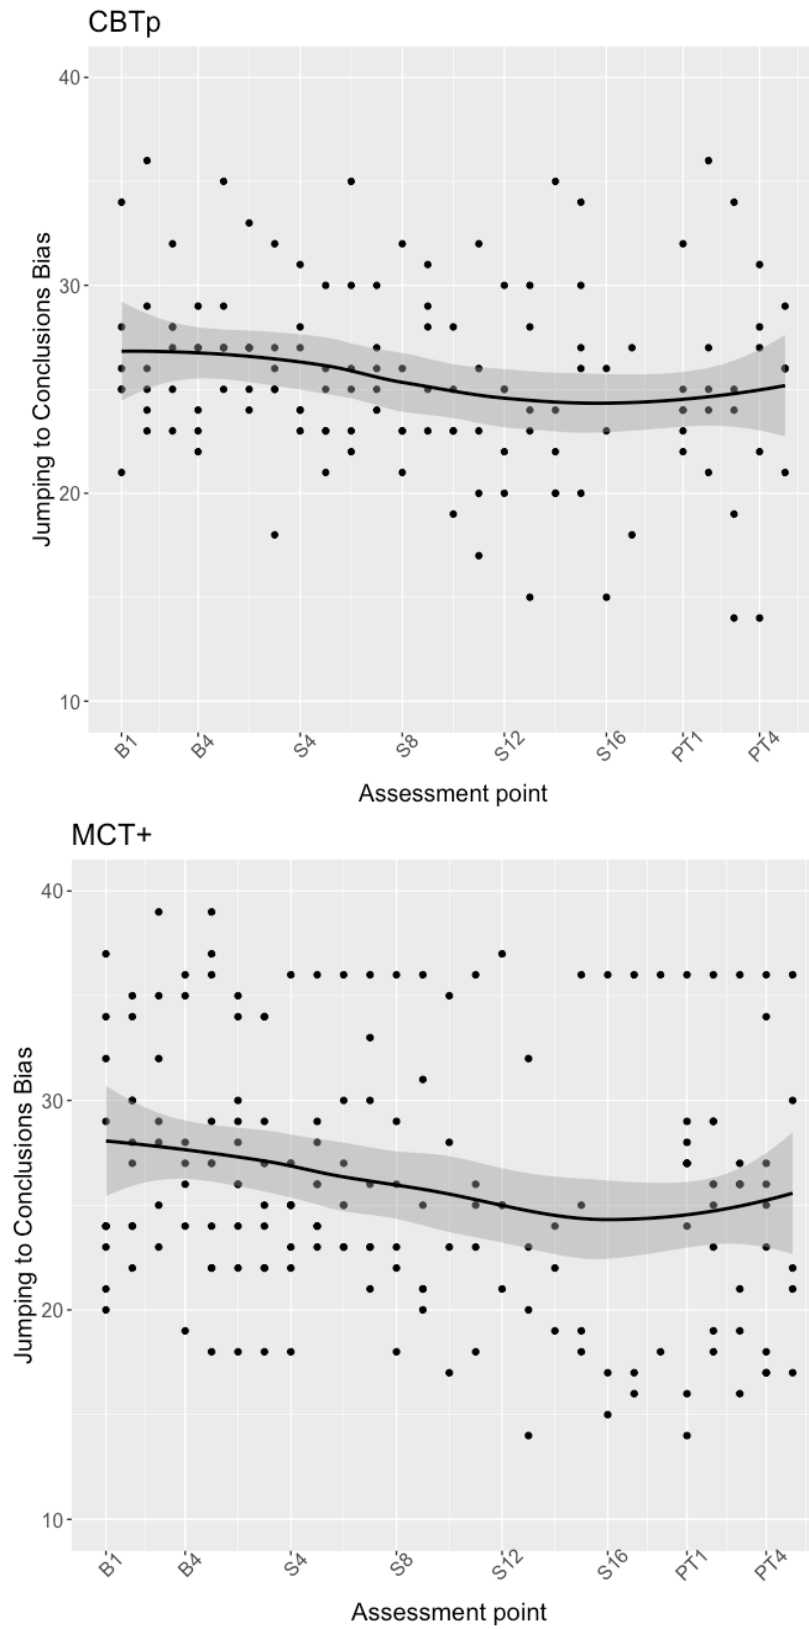 CBTp
40
30
20
10
Jumping to Conclusions Bias
B1 B4 S4 S8 S12 S16 PT1 PT4
Assessment point
MCT+
40
30
20
10
Jumping to Conclusions Bias
B1 B4 S4 S8 S12 S16 PT1 PT4
Assessment point